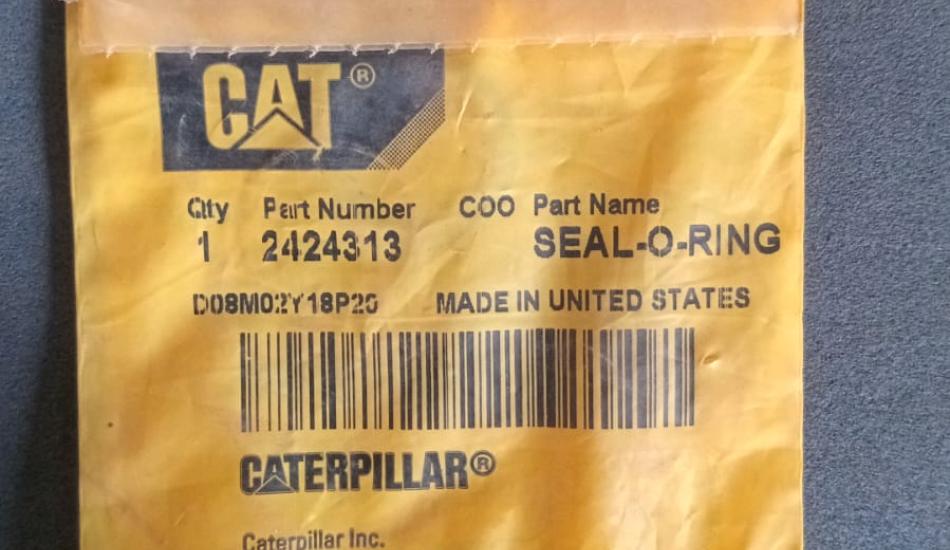 CAT®
Qty Part Number COO Part Name
1 2424313 SEAL-O-RING
D08M02Y18P20 MADE IN UNITED STATES
CATERPILLAR®
Caterpillar Inc.